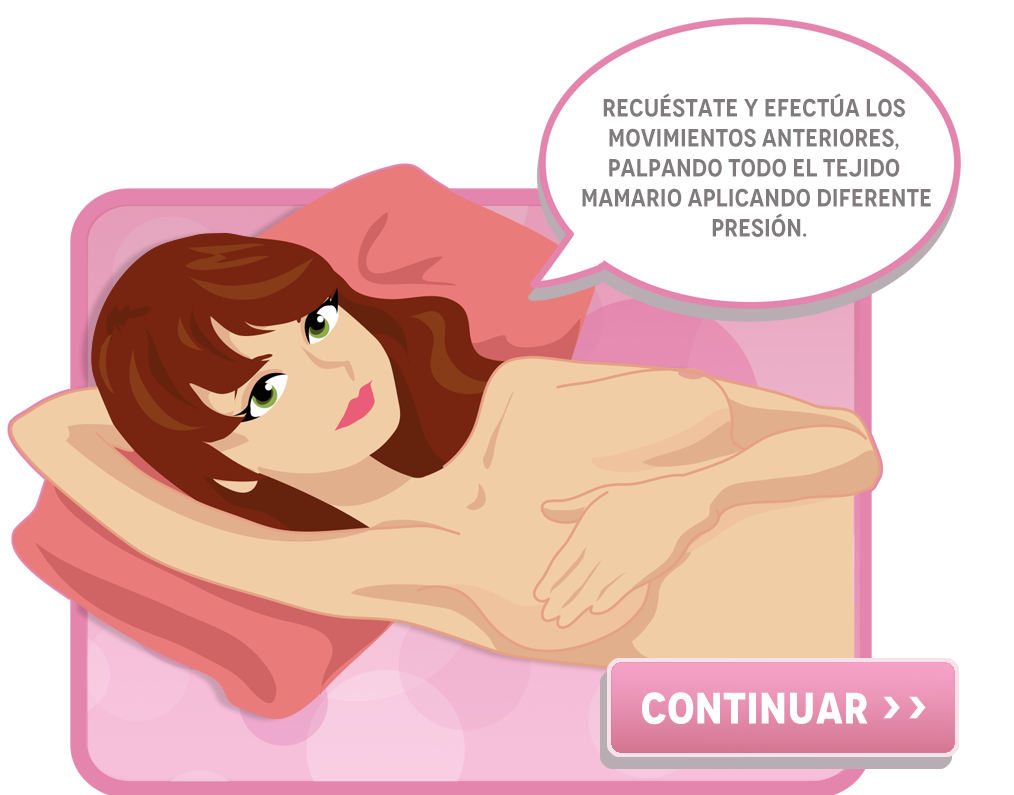 RECUÉSTATE Y EFECTÚA LOS
MOVIMIENTOS ANTERIORES,
PALPANDO TODO EL TEJIDO
MAMARIO APLICANDO DIFERENTE
PRESIÓN.
CONTINUAR >>